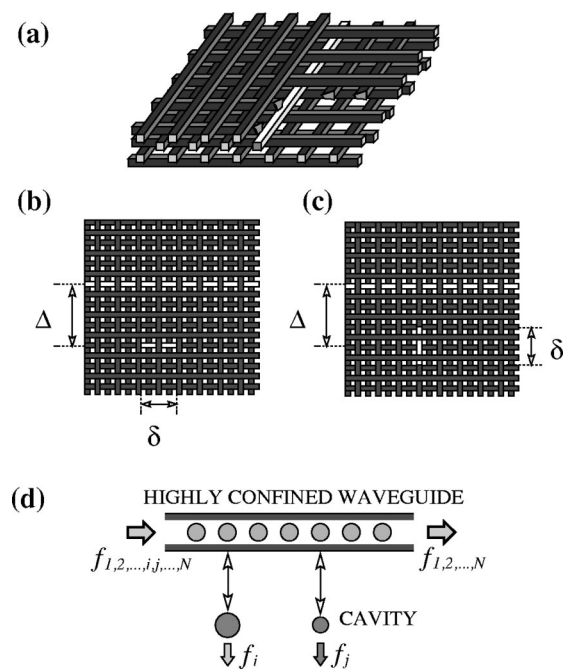 (a)
(b)
(c)
Δ
Δ
δ
δ
(d)
HIGHLY CONFINED WAVEGUIDE
f1,2,...,i,j,...,N
f1,2,...,N
CAVITY
fi
fj